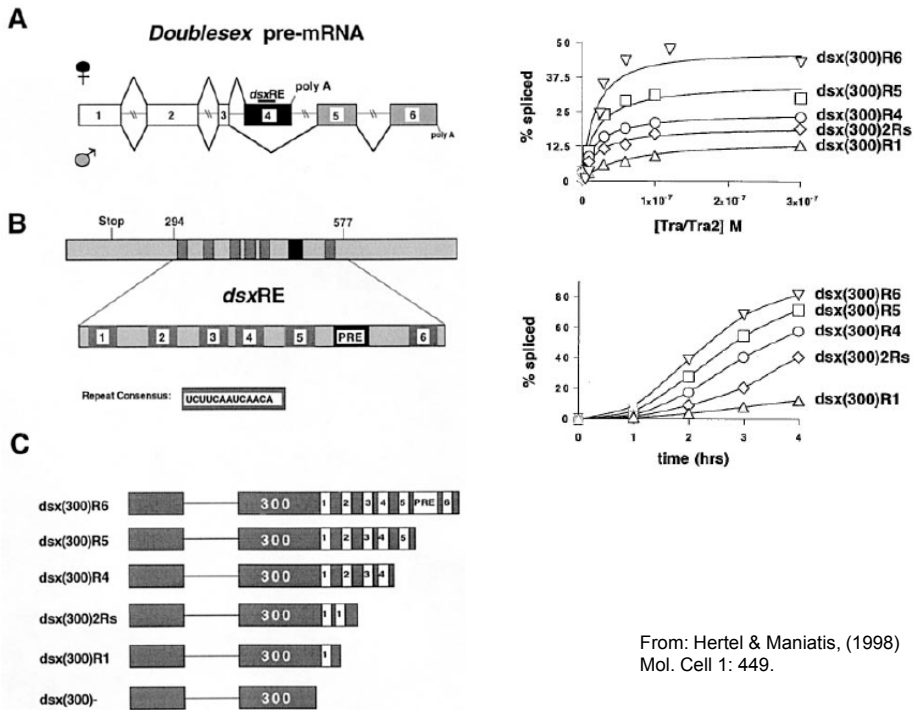 A
Doublesex pre-mRNA
dsxRE
poly A
1 2 3 4 5 6
poly A
B
Stop 294 577
dsxRE
1 2 3 4 5 PRE 6
Repeat Consensus: UCUUCAAUCAACA
C
dsx(300)R6 300 1 2 3 4 5 PRE 6
dsx(300)R5 300 1 2 3 4 5
dsx(300)R4 300 1 2 3 4
dsx(300)2Rs 300 1 1
dsx(300)R1 300 1
dsx(300)- 300
% spliced
50
37.5
25
12.5
0
0 1x10⁻⁷ 2x10⁻⁷ 3x10⁻⁷
[Tra/Tra2] M
dsx(300)R6
dsx(300)R5
dsx(300)R4
dsx(300)2Rs
dsx(300)R1
% spliced
80
60
40
20
0
0 1 2 3 4
time (hrs)
dsx(300)R6
dsx(300)R5
dsx(300)R4
dsx(300)2Rs
dsx(300)R1
From: Hertel & Maniatis, (1998)
Mol. Cell 1: 449.